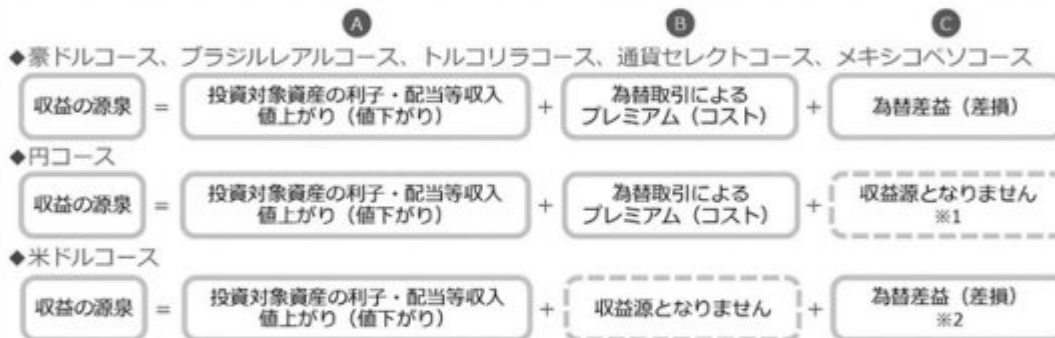 A B C
◆豪ドルコース、ブラジルレアルコース、トルコリラコース、通貨セレクトコース、メキシコペソコース
収益の源泉 = 投資対象資産の利子・配当等収入 + 為替取引による + 為替差益（差損）
値上がり（値下がり） プレミアム（コスト）
◆円コース
収益の源泉 = 投資対象資産の利子・配当等収入 + 為替取引による + 収益源となりません
値上がり（値下がり） プレミアム（コスト） ※1
◆米ドルコース
収益の源泉 = 投資対象資産の利子・配当等収入 + 収益源となりません + 為替差益（差損）
値上がり（値下がり） ※2